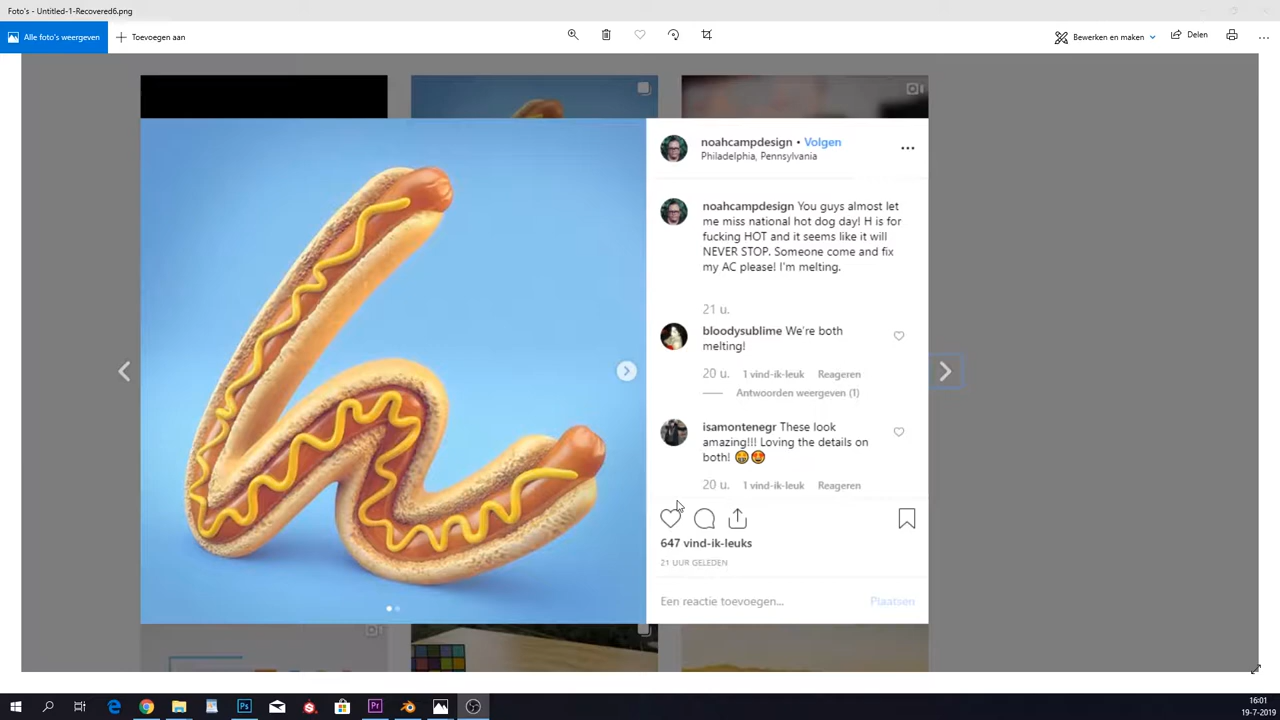 Foto's - Untitled-1-Recovered6.png
Alle foto's weergeven
Toevoegen aan
Bewerken en maken
Delen
noahcampdesign • Volgen
Philadelphia, Pennsylvania
noahcampdesign You guys almost let
me miss national hot dog day! H is for
fucking HOT and it seems like it will
NEVER STOP. Someone come and fix
my AC please! I'm melting.
21 u.
bloodysublime We're both
melting!
20 u. 1 vind-ik-leuk Reageren
Antwoorden weergeven (1)
isamontenegr These look
amazing!!! Loving the details on
both! 😁😍
20 u. 1 vind-ik-leuk Reageren
647 vind-ik-leuks
21 UUR GELEDEN
Een reactie toevoegen...
Plaatsen
Ps
Pr
16:01
19-7-2019